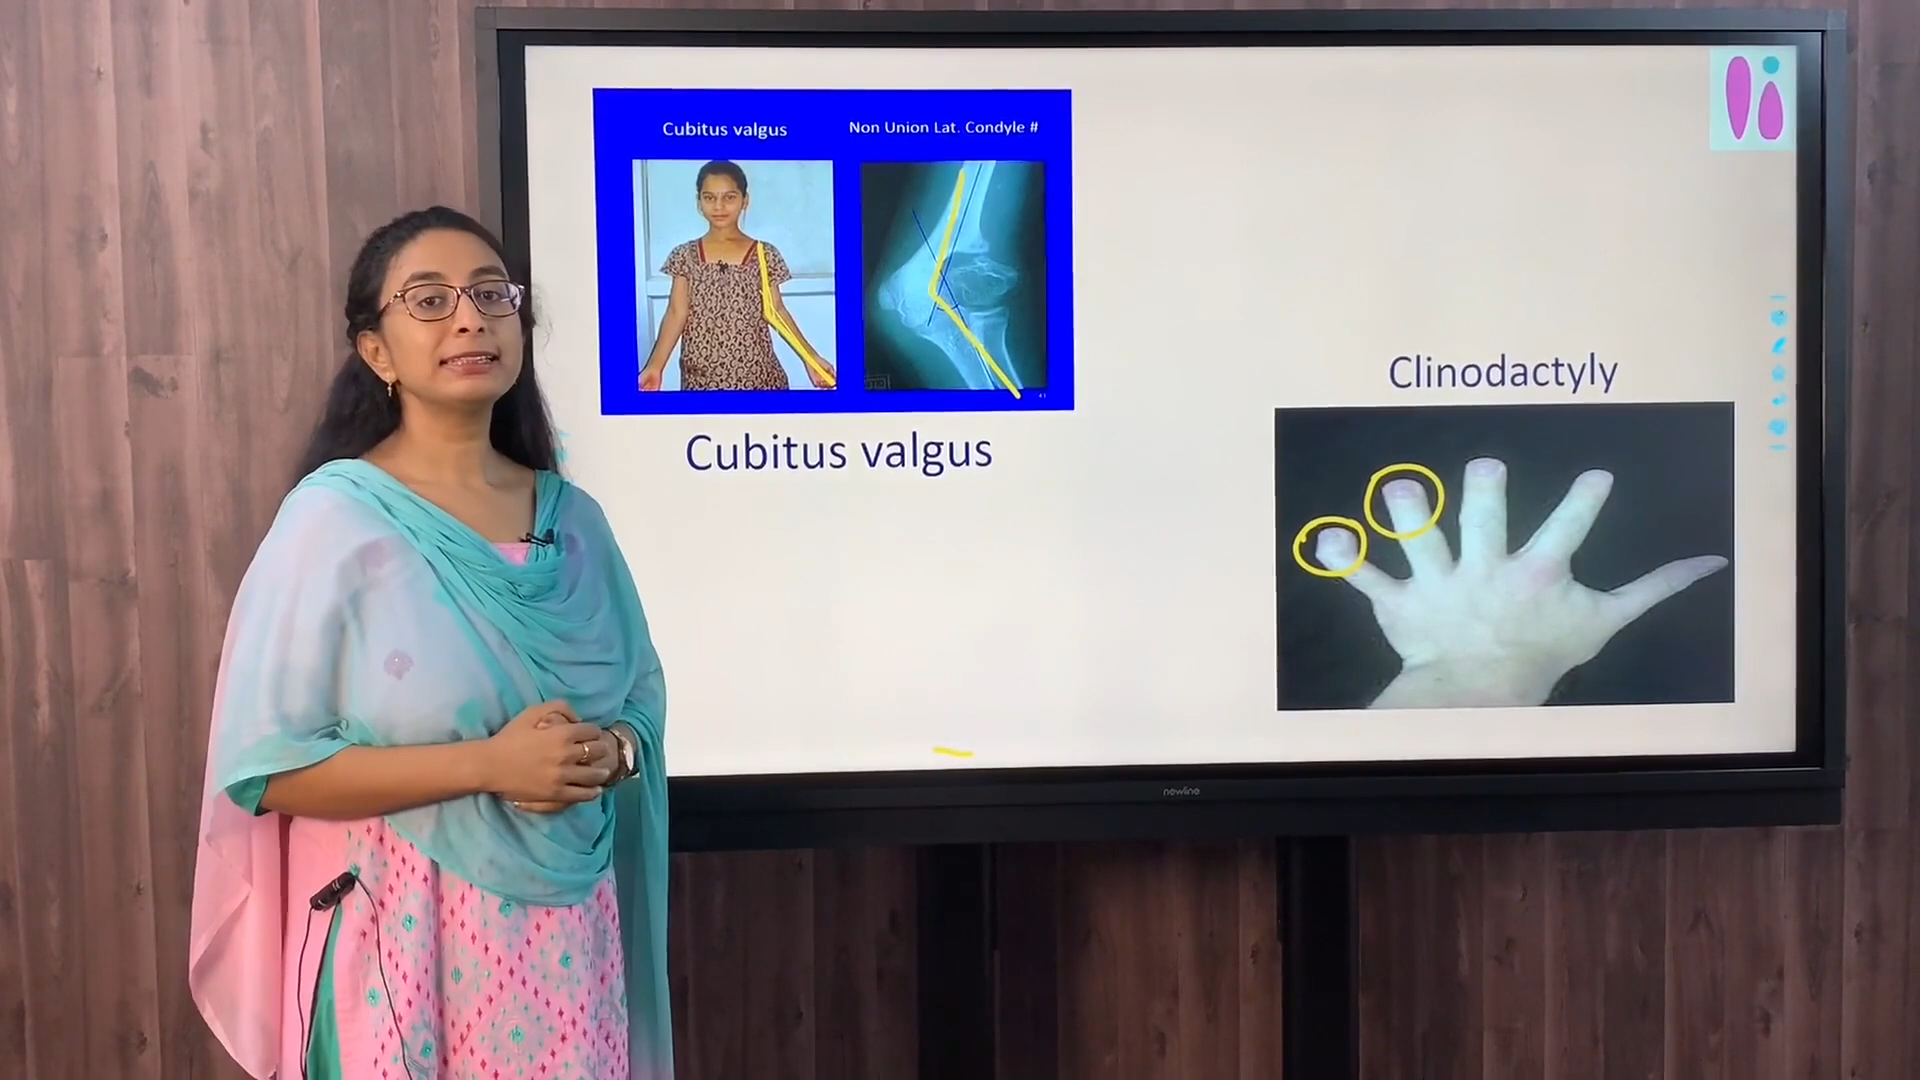 Cubitus valgus
Non Union Lat. Condyle #
Cubitus valgus
Clinodactyly
newline